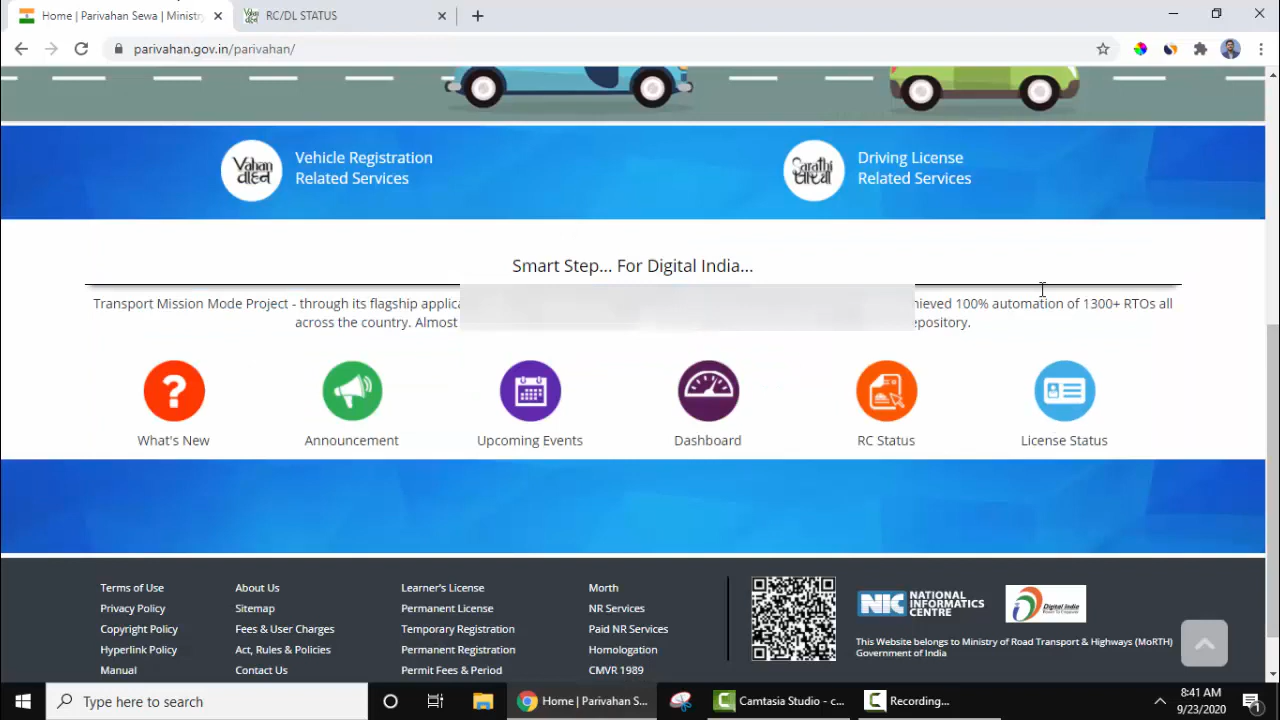 Home | Parivahan Sewa | Ministry
RC/DL STATUS
parivahan.gov.in/parivahan/
वाहन
Vahan
Vehicle Registration
Related Services
Sarathi
सारथी
Driving License
Related Services
Smart Step... For Digital India...
Transport Mission Mode Project - through its flagship applica
ieved 100% automation of 1300+ RTOs all
across the country. Almost
epository.
What's New
Announcement
Upcoming Events
Dashboard
RC Status
License Status
Terms of Use
Privacy Policy
Copyright Policy
Hyperlink Policy
Manual
About Us
Sitemap
Fees & User Charges
Act, Rules & Policies
Contact Us
Learner's License
Permanent License
Temporary Registration
Permanent Registration
Permit Fees & Period
Morth
NR Services
Paid NR Services
Homologation
CMVR 1989
NIC NATIONAL
INFORMATICS
CENTRE
Digital India
This Website belongs to Ministry of Road Transport & Highways (MoRTH)
Government of India
Type here to search
Home | Parivahan S...
Camtasia Studio - c...
Recording...
8:41 AM
9/23/2020
1